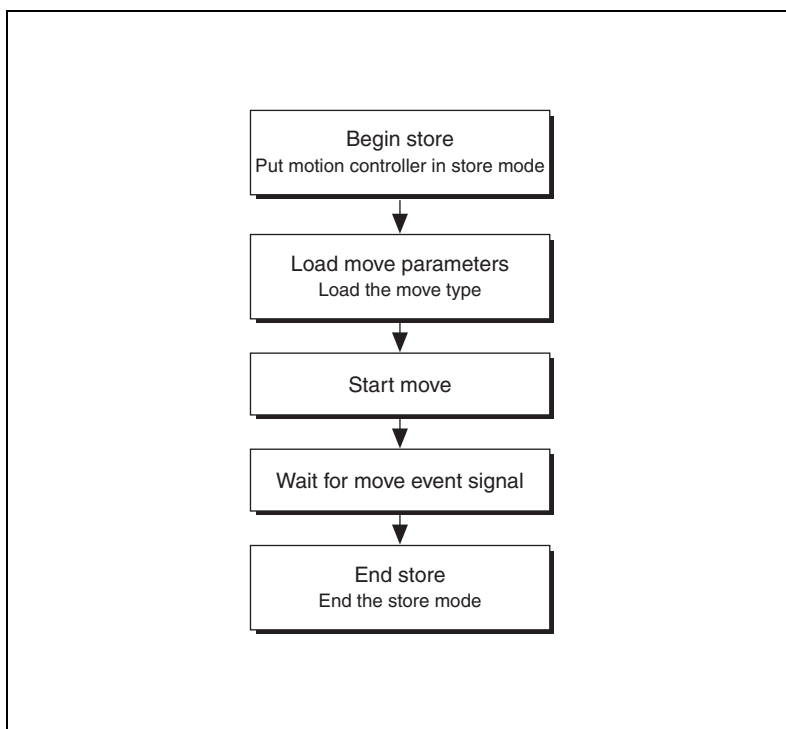 Begin store
Put motion controller in store mode
Load move parameters
Load the move type
Start move
Wait for move event signal
End store
End the store mode